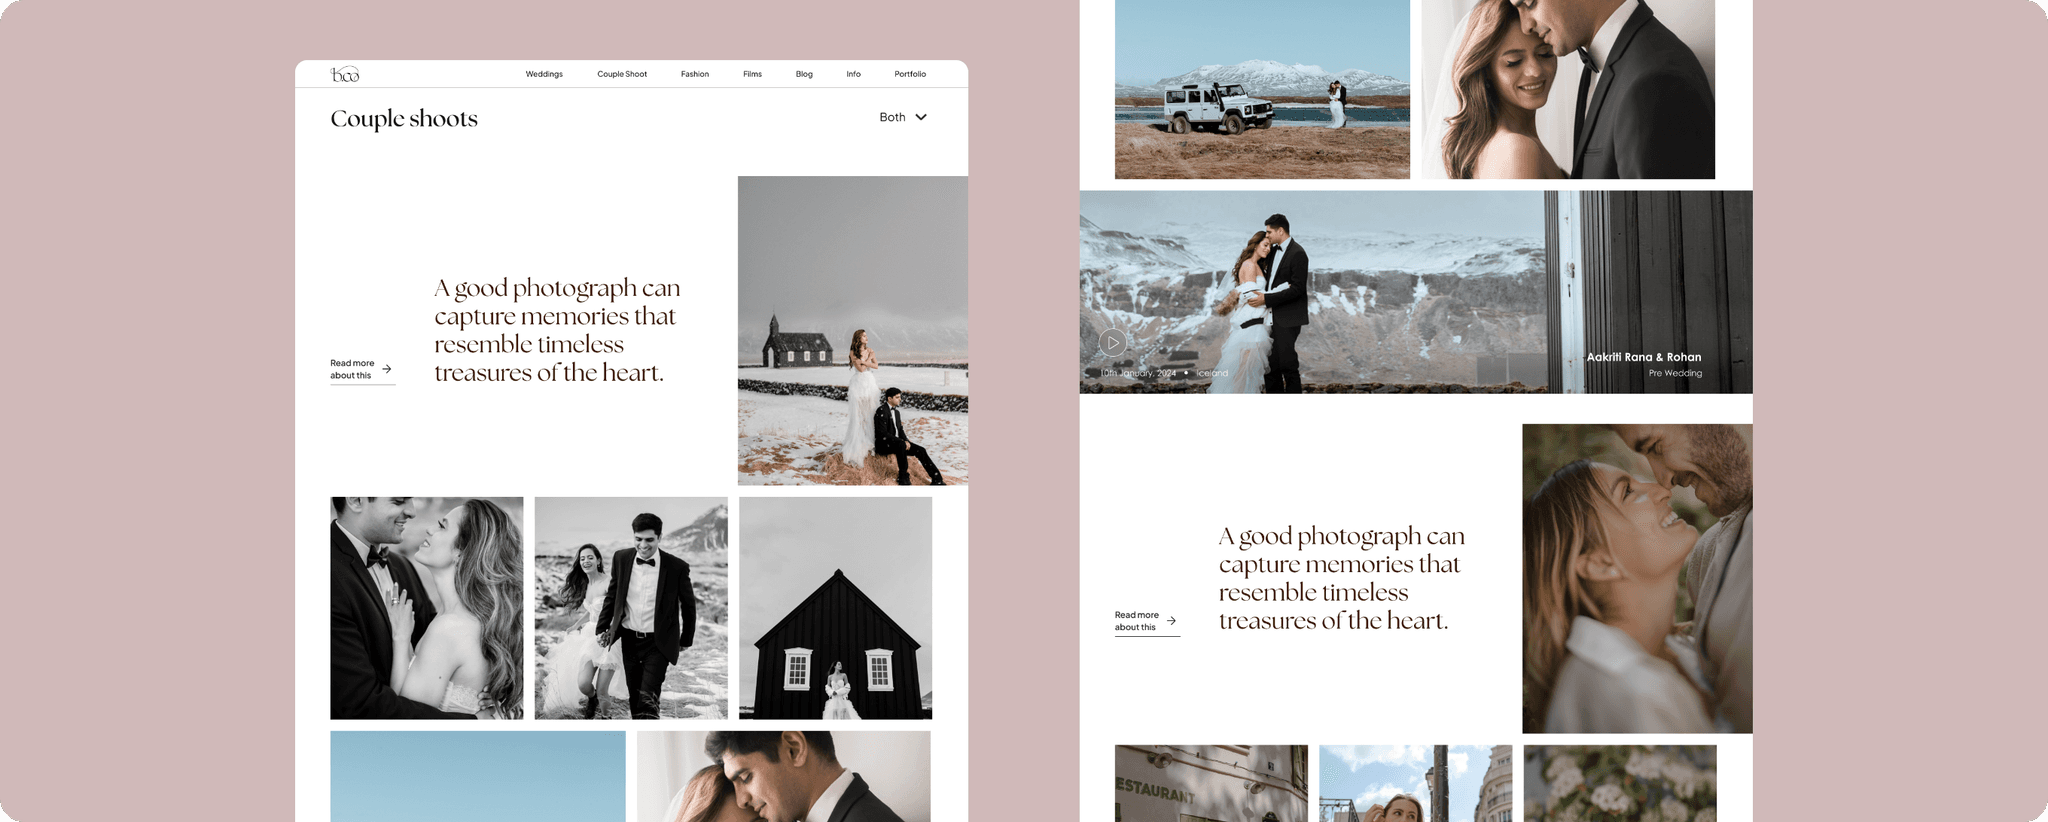 Weddings
Couple Shoot
Fashion
Films
Blog
Info
Portfolio
Couple shoots
Both
A good photograph can
capture memories that
resemble timeless
treasures of the heart.
Read more
about this
Aakriti Rana & Rohan
10th January, 2024 • Iceland
Pre Wedding
A good photograph can
capture memories that
resemble timeless
treasures of the heart.
Read more
about this
ESTAURANT